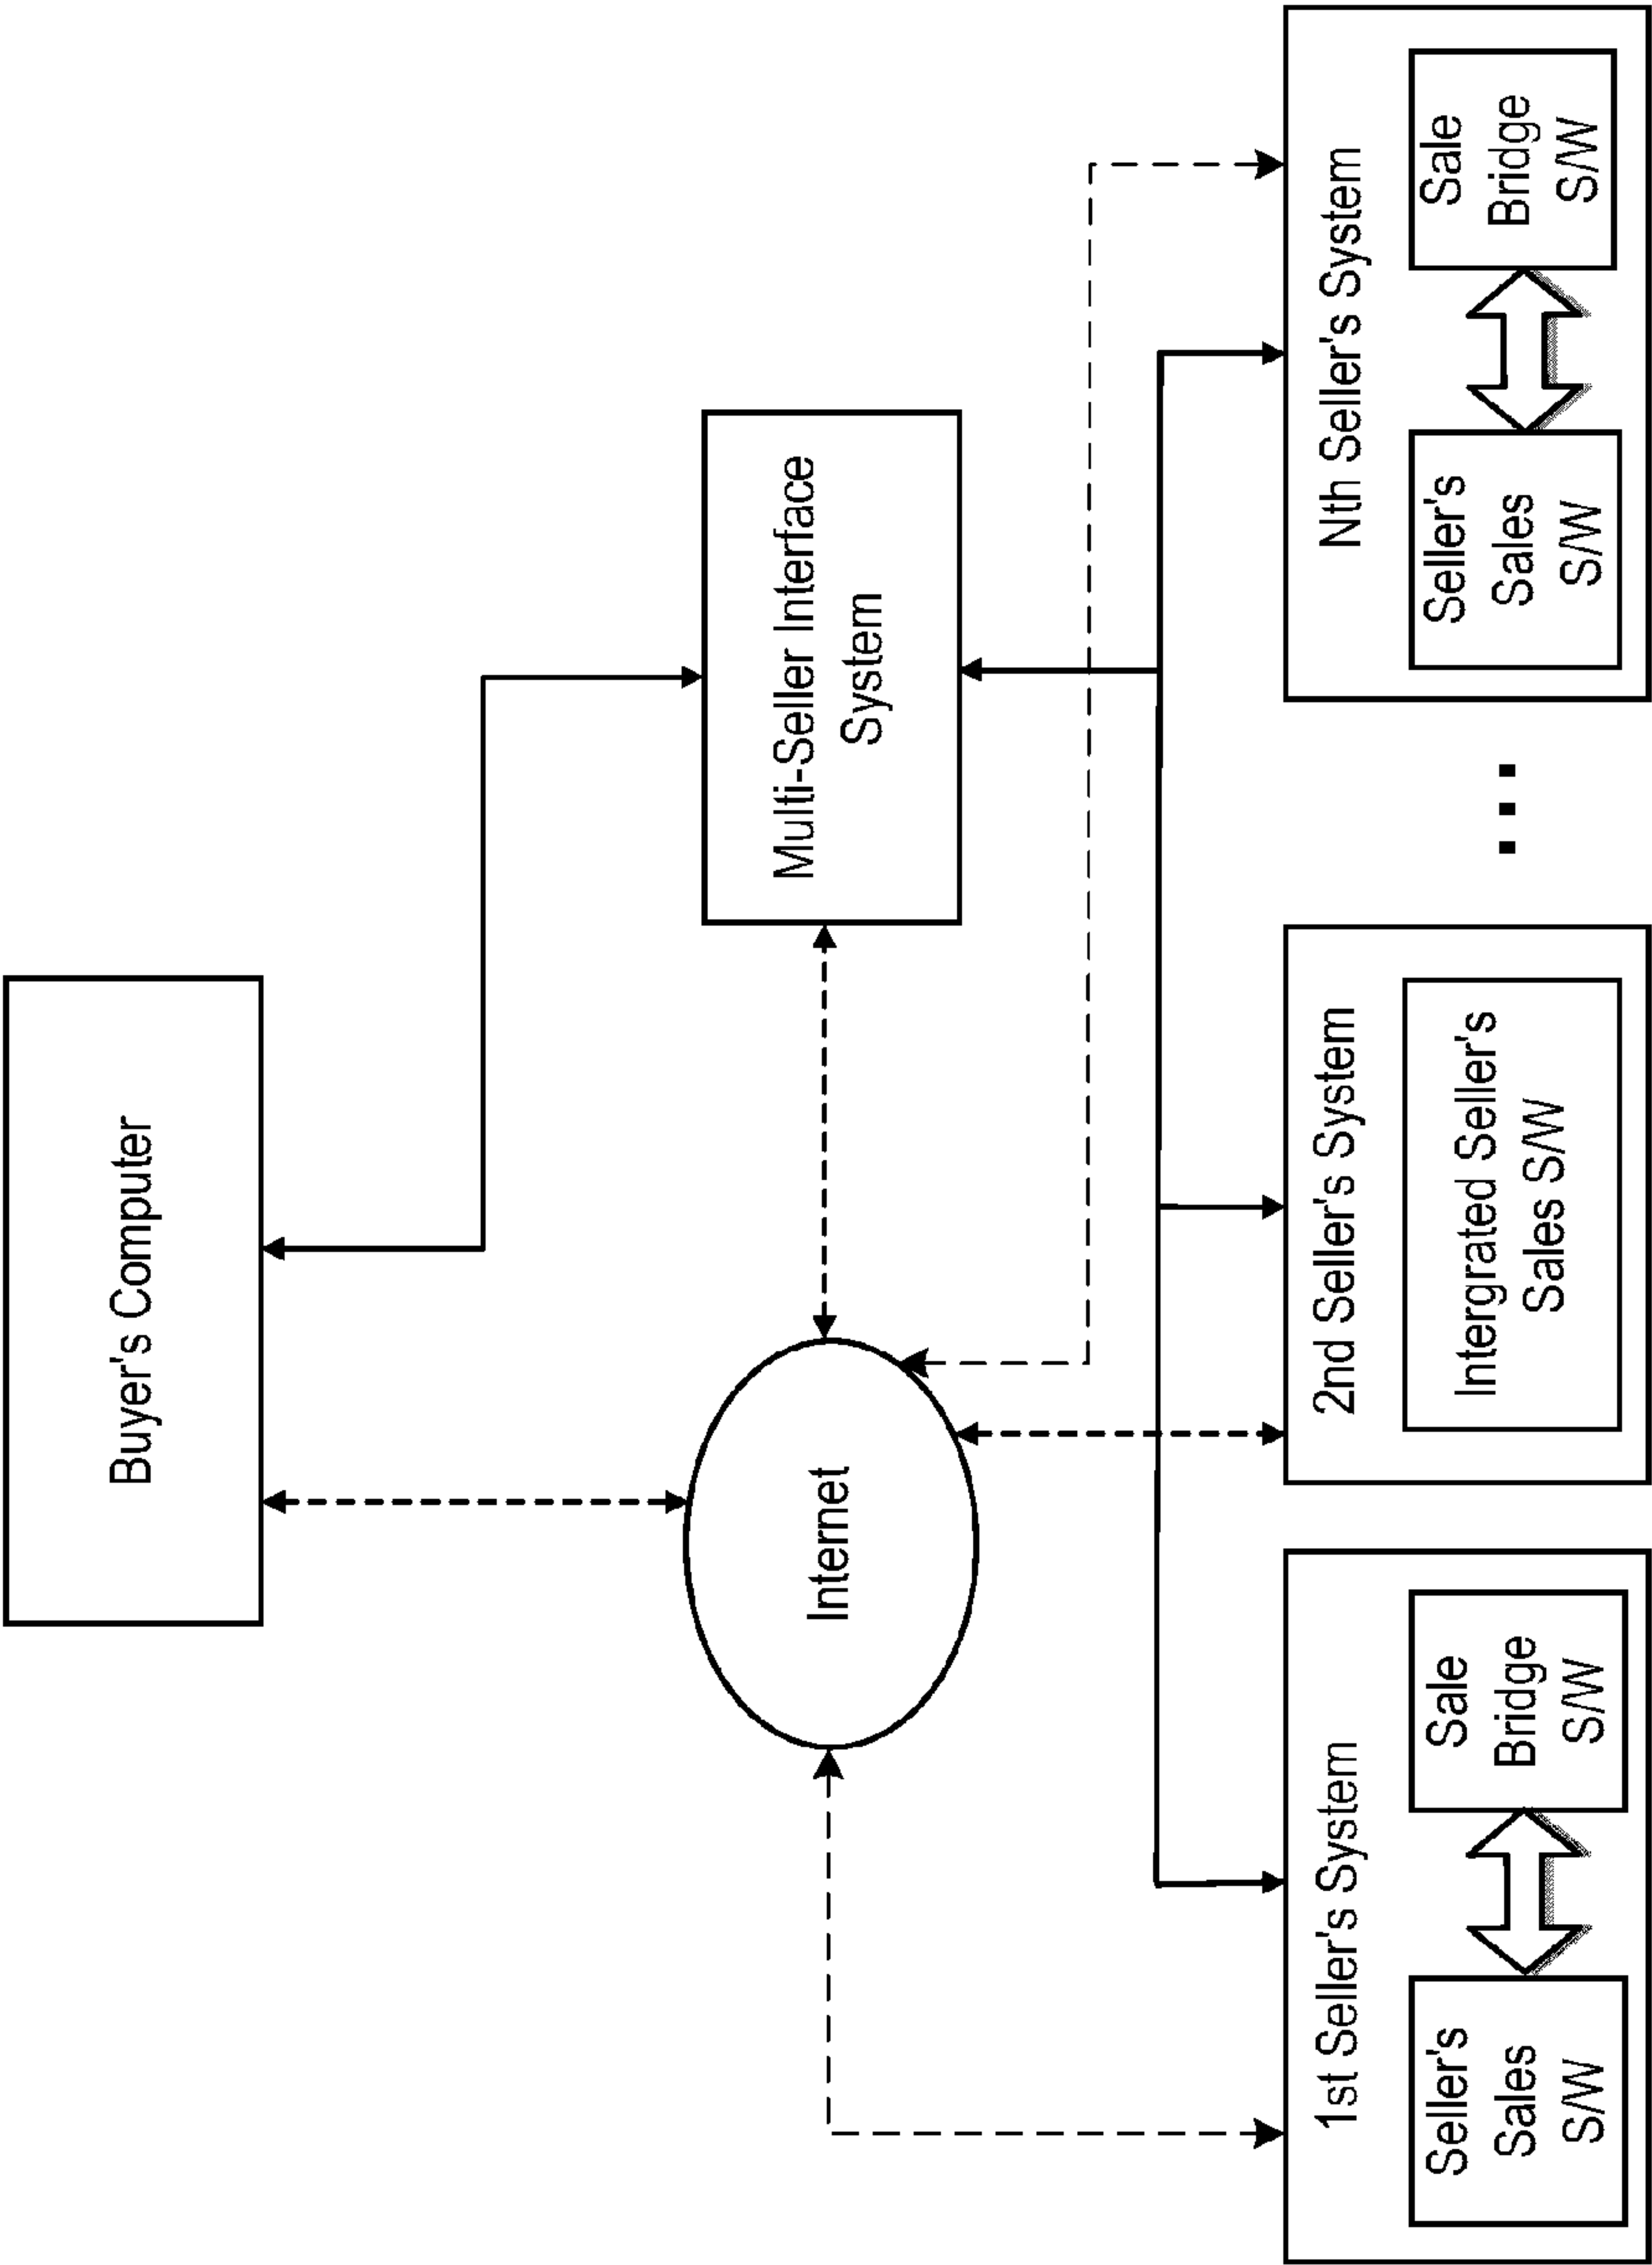 Buyer's Computer
Internet
Multi-Seller Interface
System
1st Seller's System
Seller's
Sales
S/W
Sale
Bridge
S/W
2nd Seller's System
Intergrated Seller's
Sales S/W
Nth Seller's System
Seller's
Sales
S/W
Sale
Bridge
S/W